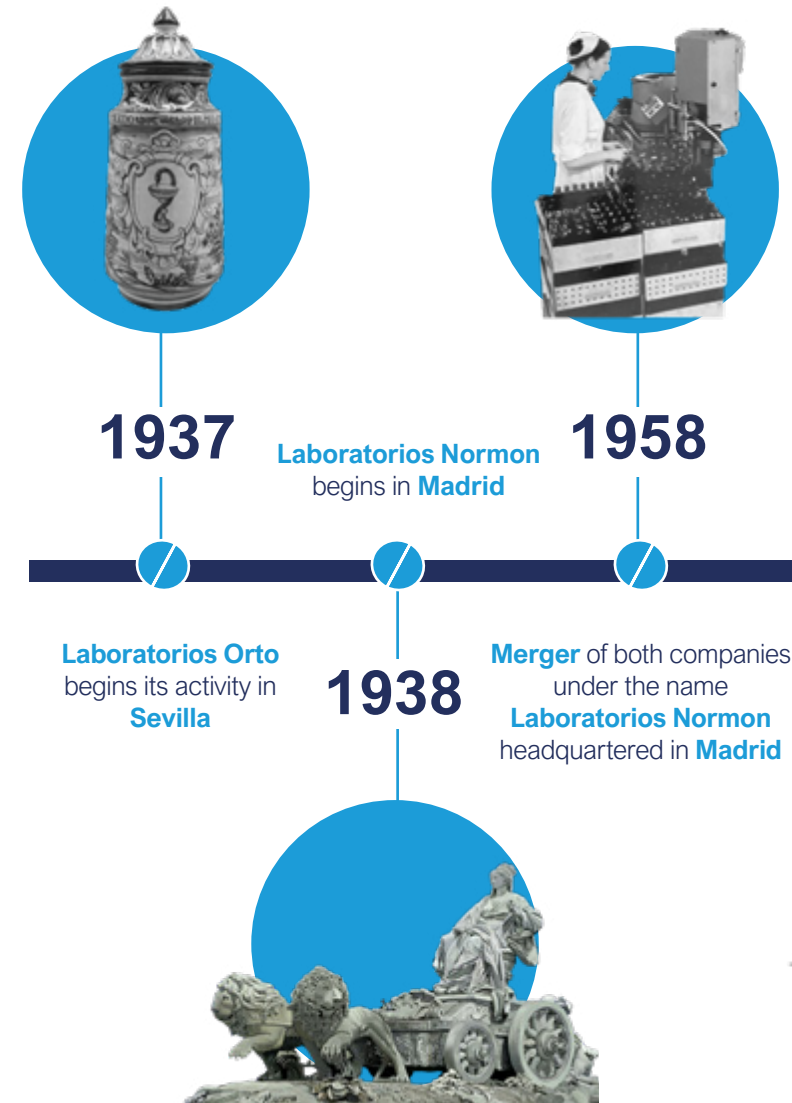 1937
Laboratorios Orto
begins its activity in
Sevilla
Laboratorios Normon
begins in Madrid
1938
1958
Merger of both companies
under the name
Laboratorios Normon
headquartered in Madrid